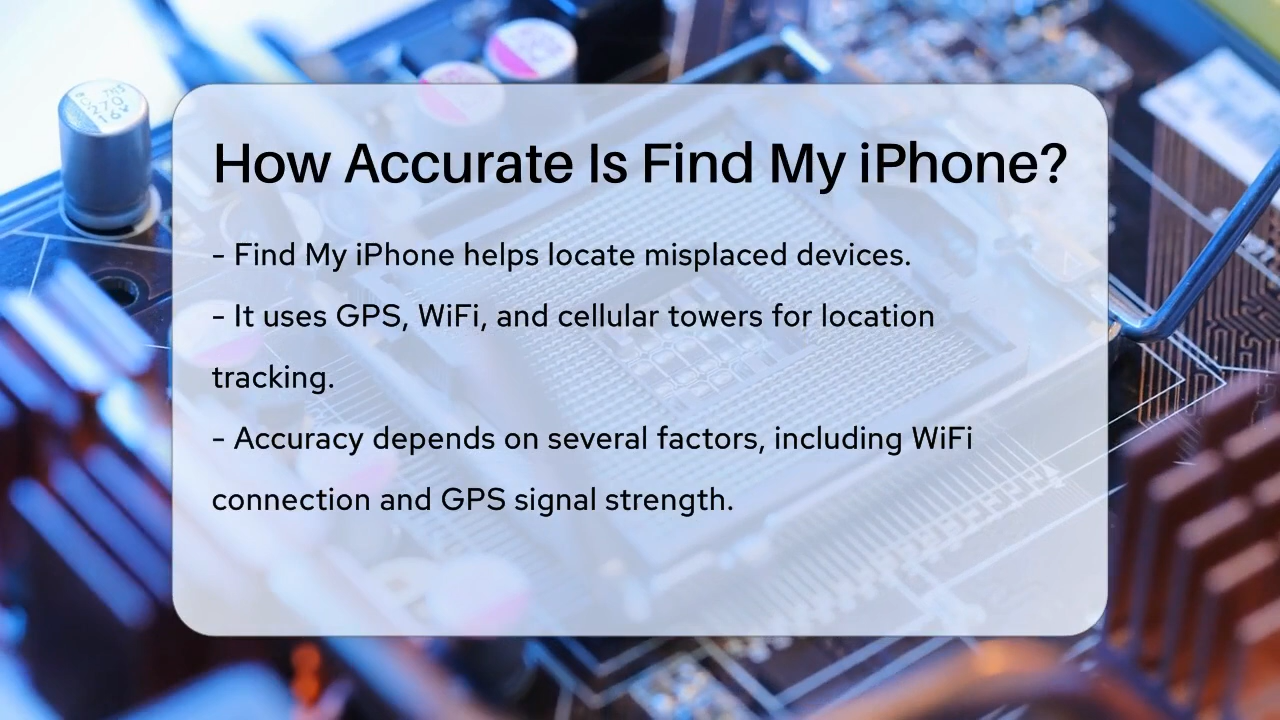 How Accurate Is Find My iPhone?
- Find My iPhone helps locate misplaced devices.
- It uses GPS, WiFi, and cellular towers for location
tracking.
- Accuracy depends on several factors, including WiFi
connection and GPS signal strength.